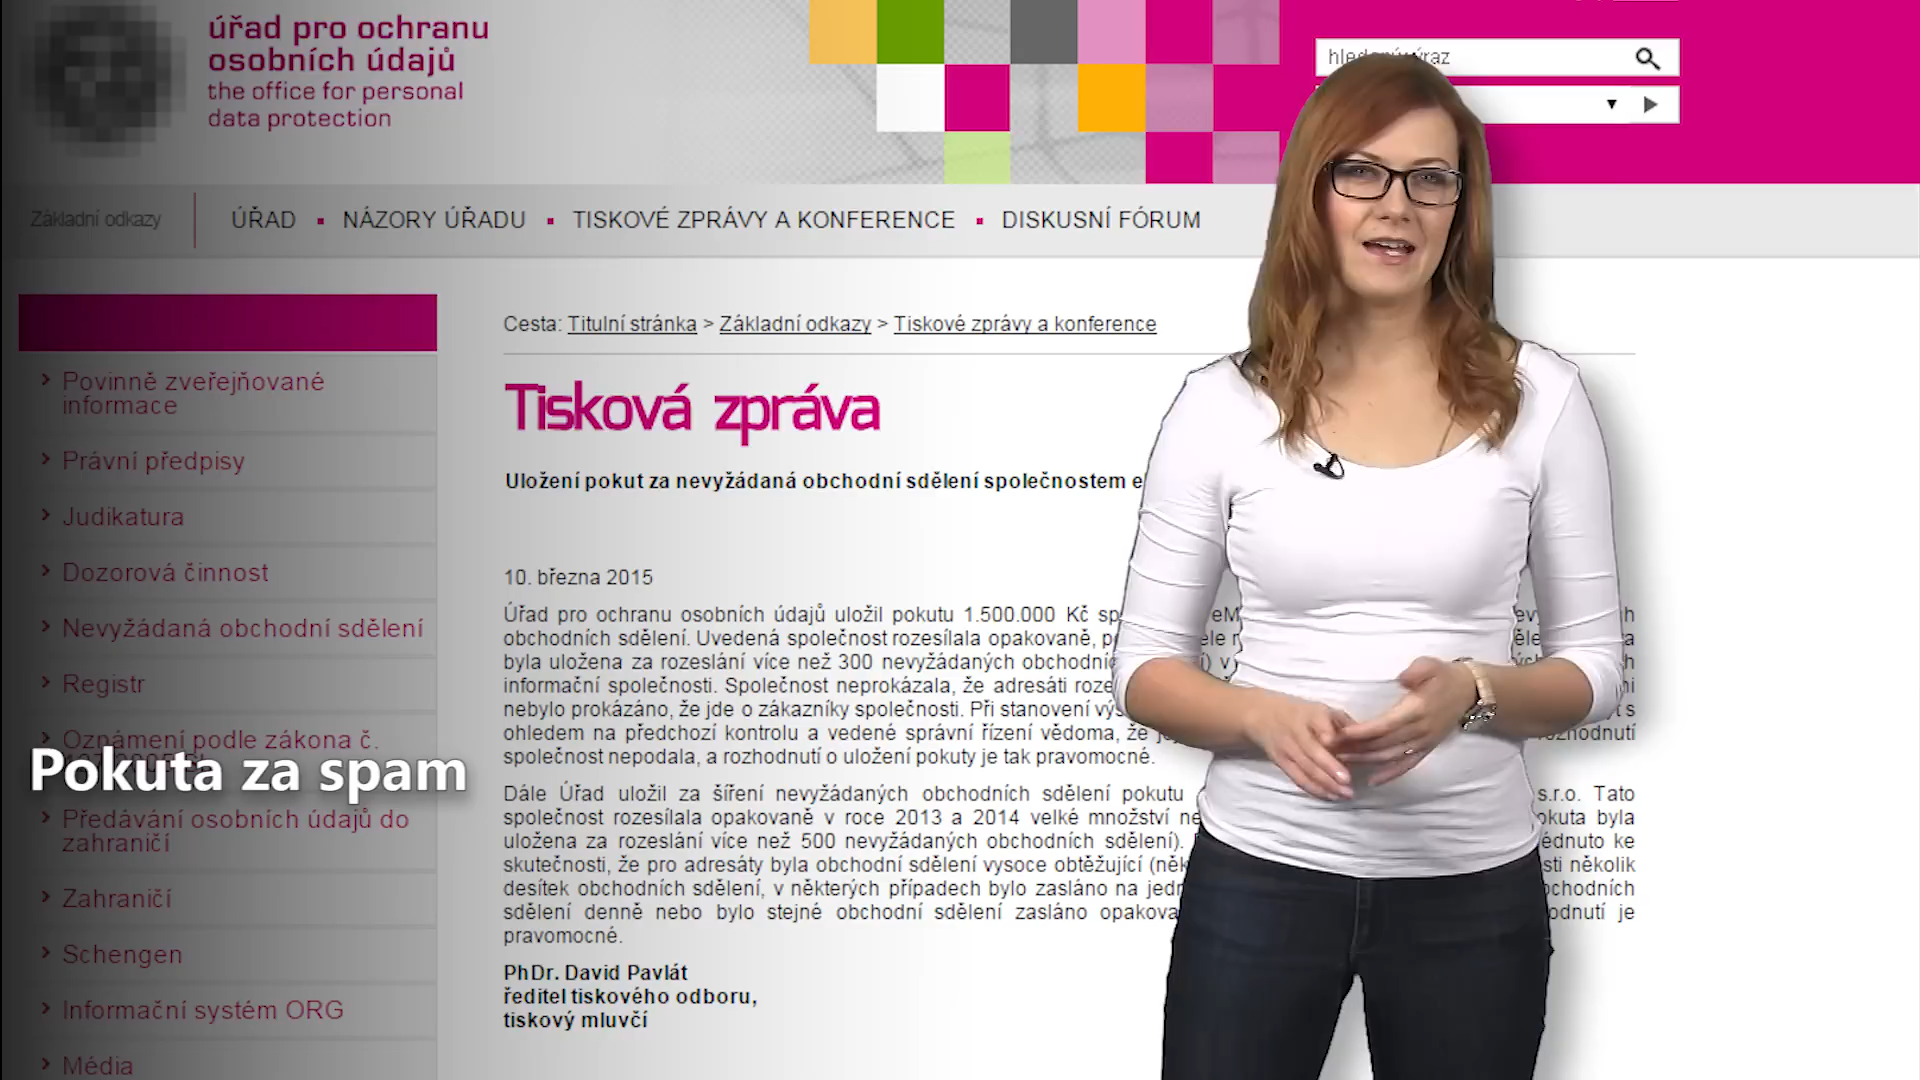 úřad pro ochranu
osobních údajů
the office for personal
data protection
Základní odkazy
ÚŘAD ▪ NÁZORY ÚŘADU ▪ TISKOVÉ ZPRÁVY A KONFERENCE ▪ DISKUSNÍ FÓRUM
Povinně zveřejňované
informace
Právní předpisy
Judikatura
Dozorová činnost
Nevyžádaná obchodní sdělení
Registr
Oznámení podle zákona č.
Pokuta za spam
Předávání osobních údajů do
zahraničí
Zahraničí
Schengen
Informační systém ORG
Média
Cesta: Titulní stránka > Základní odkazy > Tiskové zprávy a konference
Tisková zpráva
Uložení pokut za nevyžádaná obchodní sdělení společnostem
10. března 2015
Úřad pro ochranu osobních údajů uložil pokutu 1.500.000 Kč
obchodních sdělení. Uvedená společnost rozesílala opakovaně,
byla uložena za rozeslání více než 300 nevyžádaných
informační společnosti. Společnost neprokázala, že adresáti
nebylo prokázáno, že jde o zákazníky společnosti. Při stanovení s
ohledem na předchozí kontrolu a vedené správní řízení vědoma, že
společnost nepodala, a rozhodnutí o uložení pokuty je tak pravomocné.
Dále Úřad uložil za šíření nevyžádaných obchodních sdělení pokutu s.r.o. Tato
společnost rozesílala opakovaně v roce 2013 a 2014 velké množství byla
uložena za rozeslání více než 500 nevyžádaných obchodních sdělení). ke
skutečnosti, že pro adresáty byla obchodní sdělení vysoce obtěžující několik
desítek obchodních sdělení, v některých případech bylo zasláno na
sdělení denně nebo bylo stejné obchodní sdělení zasláno je
pravomocné.
PhDr. David Pavlát
ředitel tiskového odboru,
tiskový mluvčí